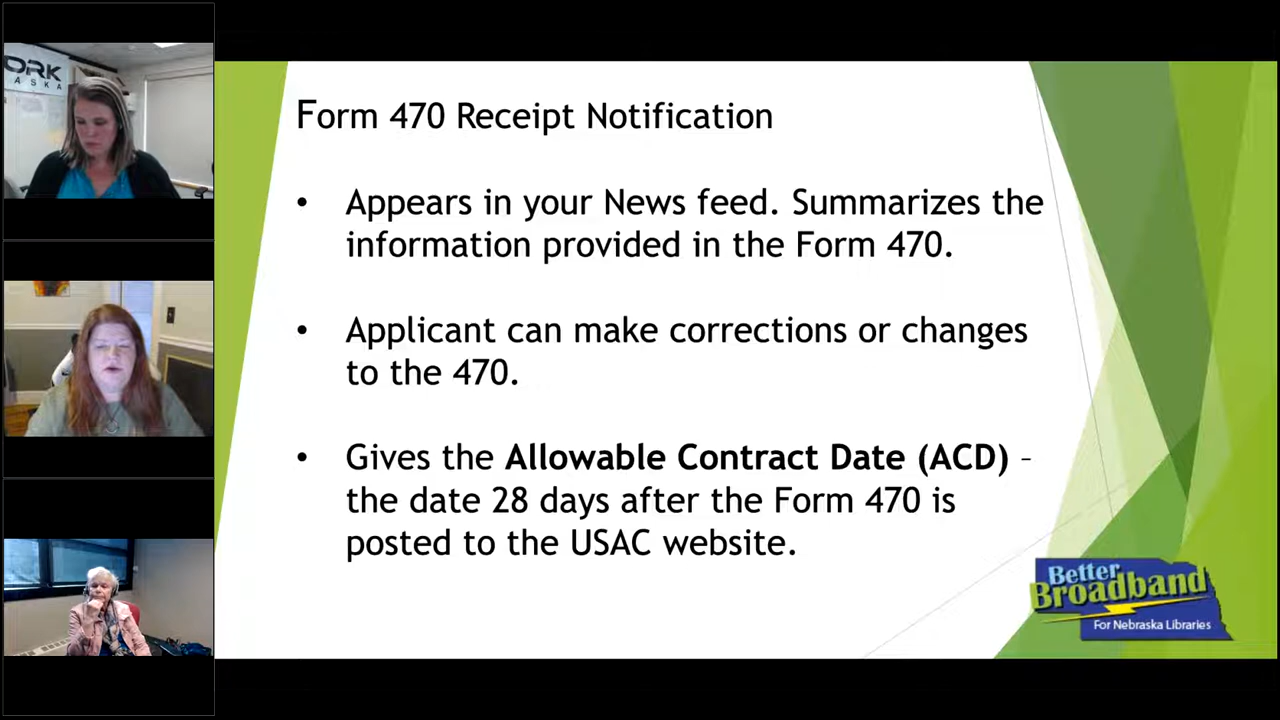 ORK
ASKA
Form 470 Receipt Notification
• Appears in your News feed. Summarizes the
information provided in the Form 470.
• Applicant can make corrections or changes
to the 470.
• Gives the Allowable Contract Date (ACD) –
the date 28 days after the Form 470 is
posted to the USAC website.
Better
Broadband
For Nebraska Libraries